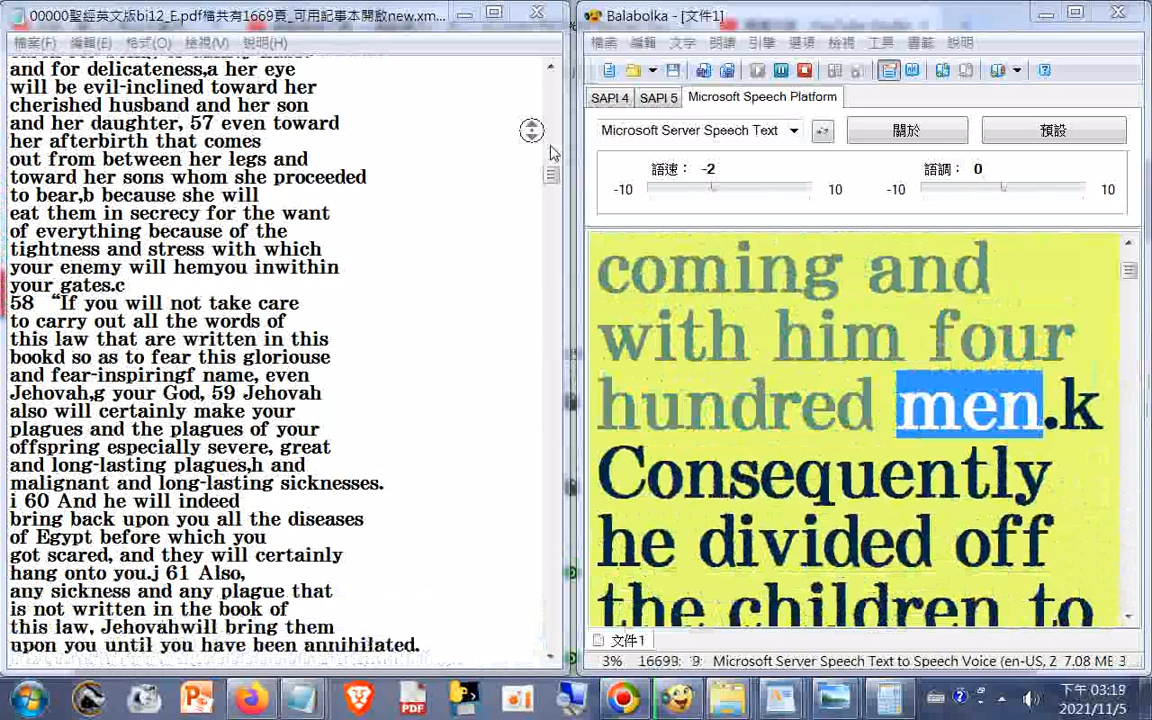 00000聖經英文版bi12_E.pdf檔共有1669頁_可用記事本開啟new.xm...
檔案(F) 編輯(E) 格式(O) 檢視(V) 說明(H)
and for delicateness,a her eye
will be evil-inclined toward her
cherished husband and her son
and her daughter, 57 even toward
her afterbirth that comes
out from between her legs and
toward her sons whom she proceeded
to bear,b because she will
eat them in secrecy for the want
of everything because of the
tightness and stress with which
your enemy will hemyou inwithin
your gates.c
58 “If you will not take care
to carry out all the words of
this law that are written in this
bookd so as to fear this gloriouse
and fear-inspiringf name, even
Jehovah,g your God, 59 Jehovah
also will certainly make your
plagues and the plagues of your
offspring especially severe, great
and long-lasting plagues,h and
malignant and long-lasting sicknesses.
i 60 And he will indeed
bring back upon you all the diseases
of Egypt before which you
got scared, and they will certainly
hang onto you.j 61 Also,
any sickness and any plague that
is not written in the book of
this law, Jehovahwill bring them
upon you until you have been annihilated.
Balabolka - [文件1]
檔案 編輯 文字 朗讀 引擎 選項 檢視 工具 書籤 說明
SAPI 4 SAPI 5 Microsoft Speech Platform
Microsoft Server Speech Text 關於 預設
語速： -2 語調： 0
-10 10 -10 10
coming and
with him four
hundred men.k
Consequently
he divided off
the children to
文件1
3% Microsoft Server Speech Text to Speech Voice (en-US, 7.08 MB
下午 03:19
2021/11/5